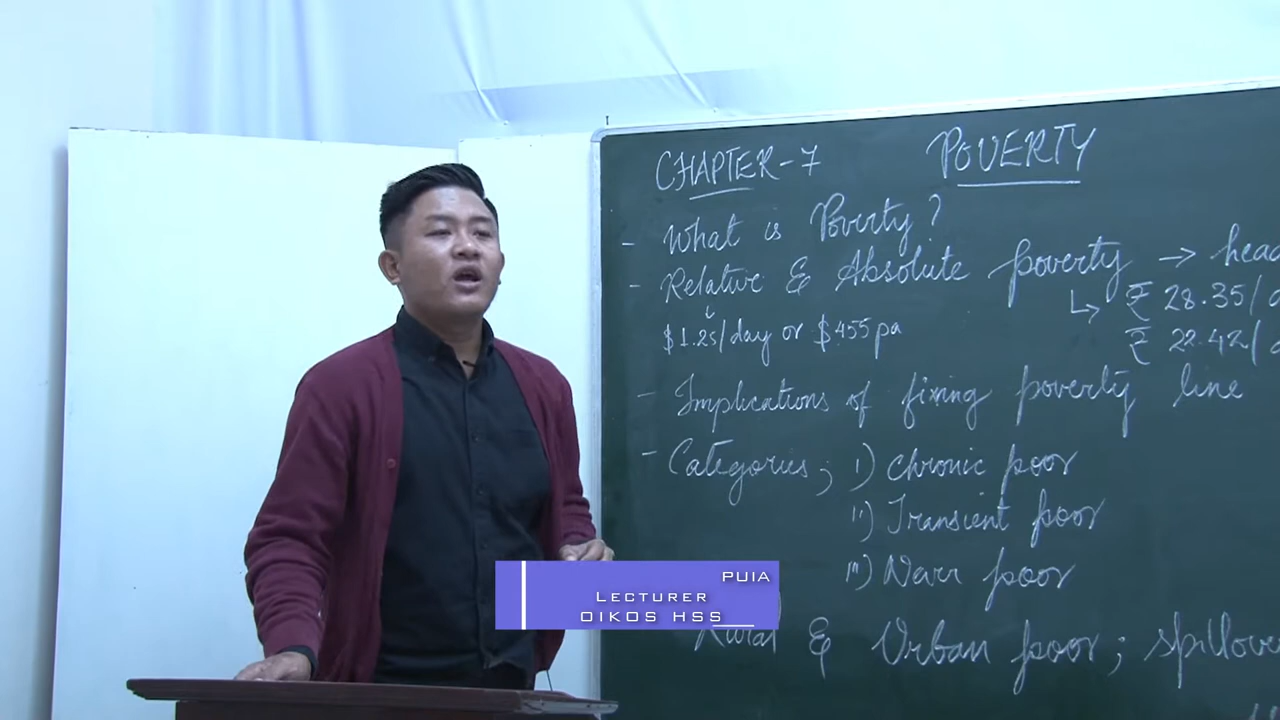 CHAPTER-7 POVERTY
- What is Poverty?
- Relative & Absolute poverty → head
↳ ₹ 28.35/d
$1.25/day or $455 pa
₹ 22.42/d
- Implications of fixing poverty line
- Categories; i) chronic poor
ii) Transient poor
iii) Never poor
Rural & Urban poor; spillove
PUIA
LECTURER
OIKOS HSS